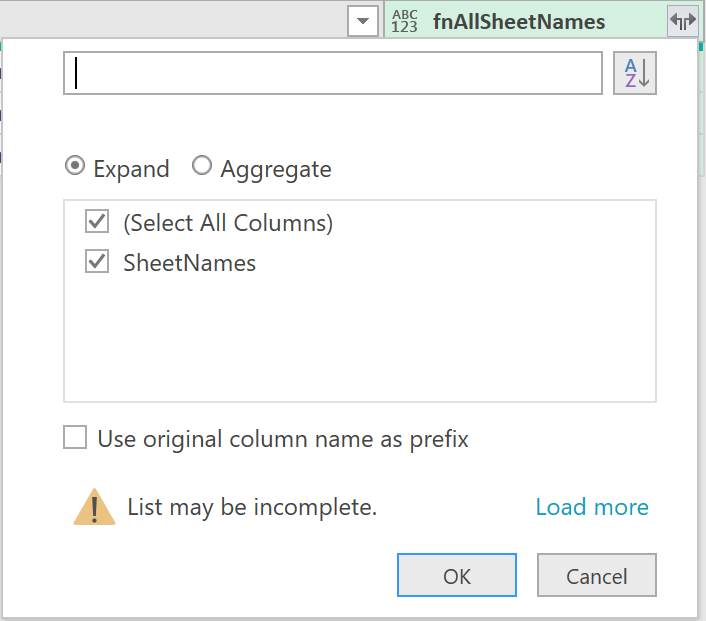 ABC
123 fnAllSheetNames
A
Z
Expand Aggregate
(Select All Columns)
SheetNames
Use original column name as prefix
List may be incomplete. Load more
OK Cancel